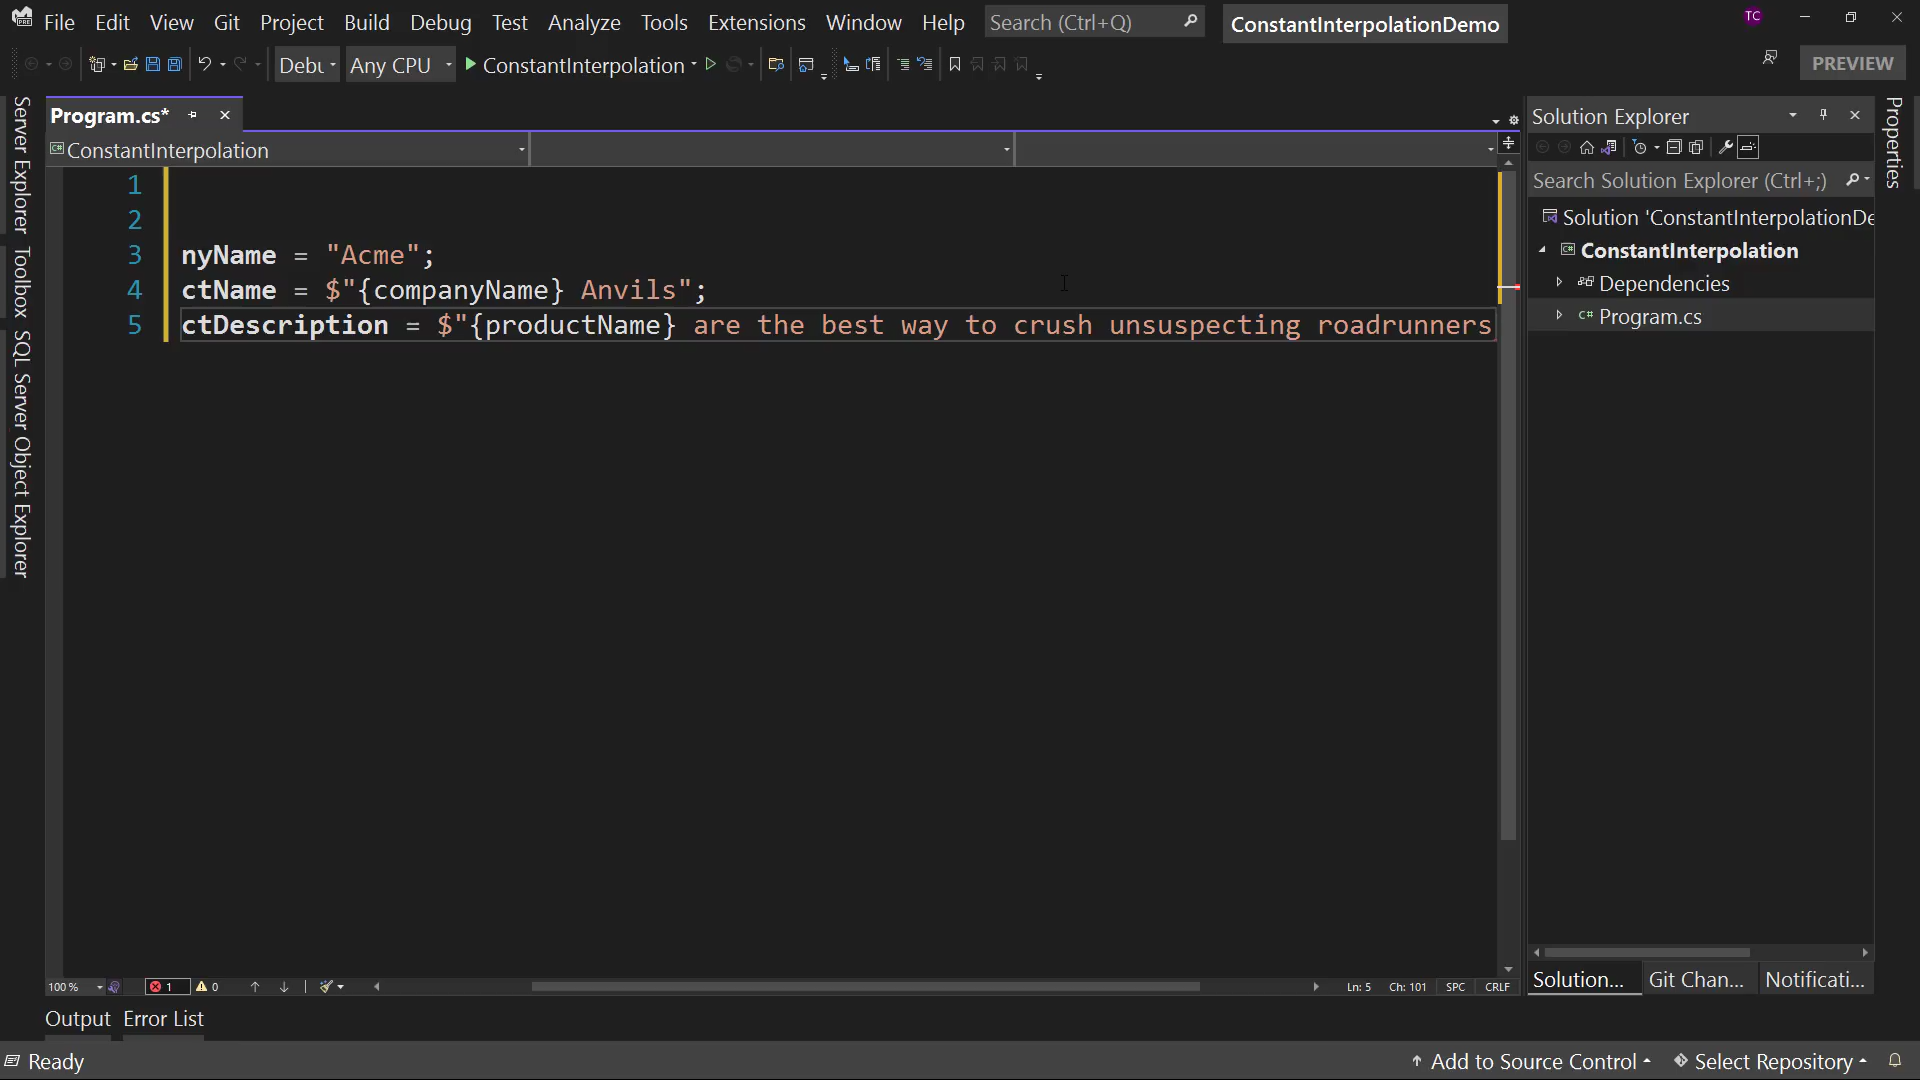 File Edit View Git Project Build Debug Test Analyze Tools Extensions Window Help Search (Ctrl+Q) ConstantInterpolationDemo TC
Debu Any CPU ConstantInterpolation PREVIEW
Server Explorer
Toolbox
SQL Server Object Explorer
Program.cs*
ConstantInterpolation
1
2
3 nyName = "Acme";
4 ctName = $"{companyName} Anvils";
5 ctDescription = $"{productName} are the best way to crush unsuspecting roadrunners
100 % 1 0 Ln: 5 Ch: 101 SPC CRLF
Solution Explorer
Search Solution Explorer (Ctrl+;)
Solution 'ConstantInterpolationDe
ConstantInterpolation
Dependencies
C# Program.cs
Solution... Git Chan... Notificati...
Properties
Output Error List
Ready Add to Source Control Select Repository